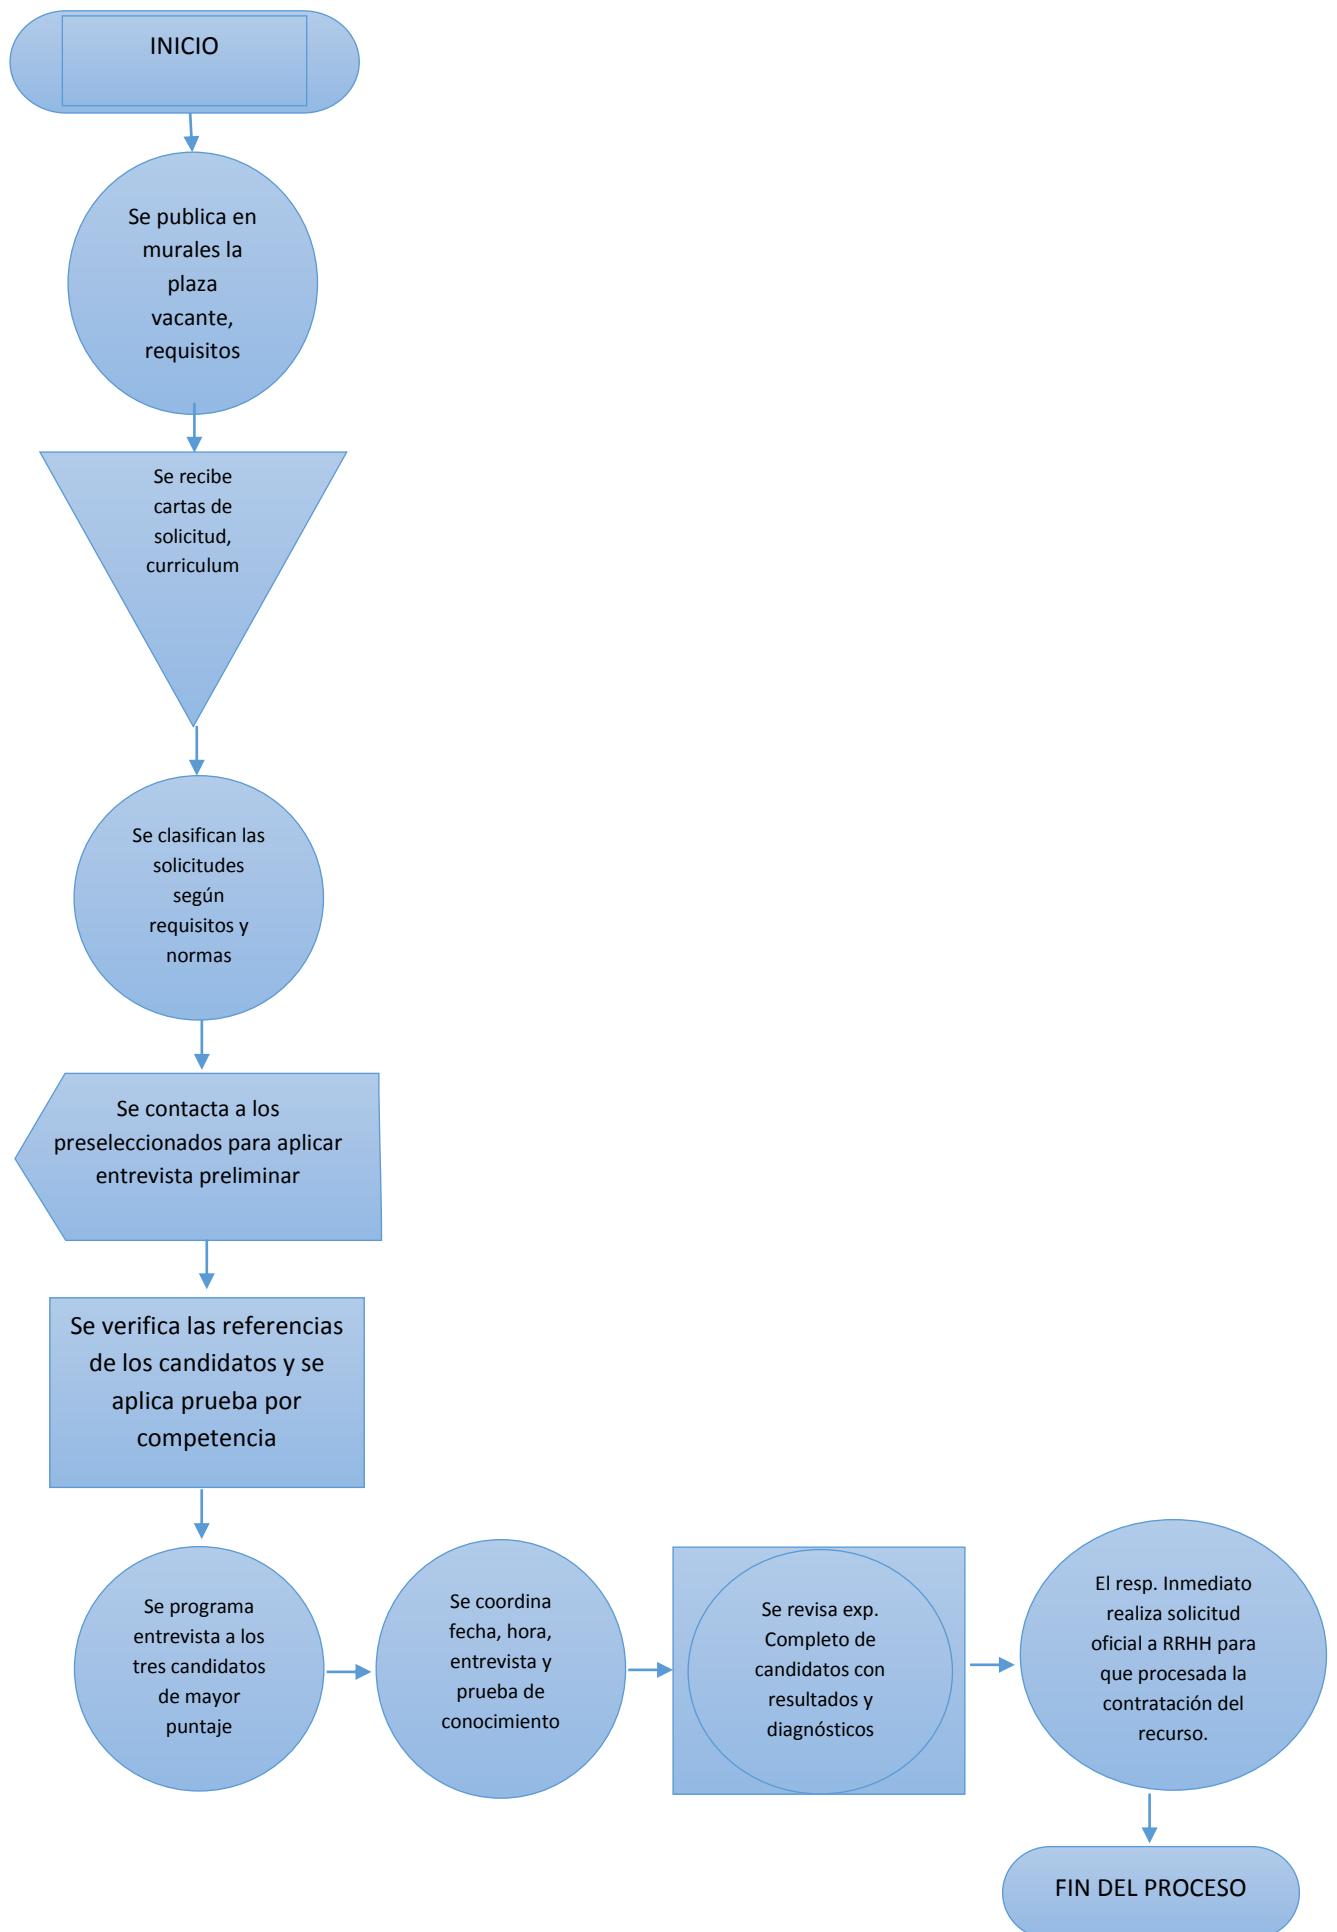 INICIO
Se publica en
murales la
plaza
vacante,
requisitos
Se recibe
cartas de
solicitud,
curriculum
Se clasifican las
solicitudes
según
requisitos y
normas
Se contacta a los
preseleccionados para aplicar
entrevista preliminar
Se verifica las referencias
de los candidatos y se
aplica prueba por
competencia
Se programa
entrevista a los
tres candidatos
de mayor
puntaje
Se coordina
fecha, hora,
entrevista y
prueba de
conocimiento
Se revisa exp.
Completo de
candidatos con
resultados y
diagnósticos
El resp. Inmediato
realiza solicitud
oficial a RRHH para
que procesada la
contratación del
recurso.
FIN DEL PROCESO